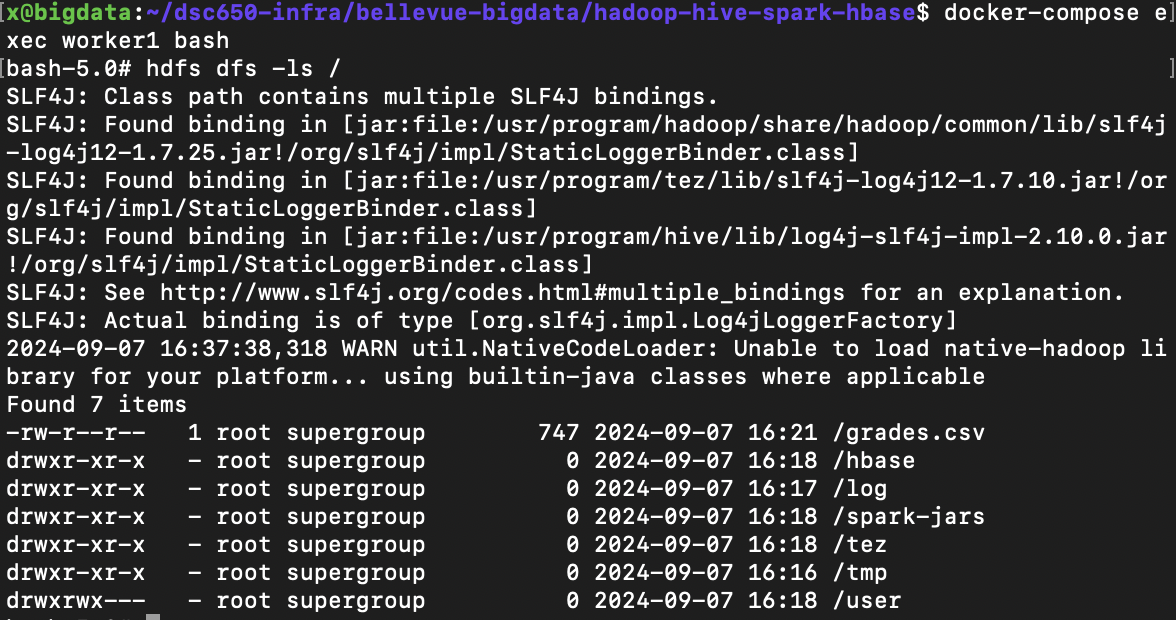 [x@bigdata:~/dsc650-infra/bellevue-bigdata/hadoop-hive-spark-hbase$ docker-compose e]
xec worker1 bash
[bash-5.0# hdfs dfs -ls / ]
SLF4J: Class path contains multiple SLF4J bindings.
SLF4J: Found binding in [jar:file:/usr/program/hadoop/share/hadoop/common/lib/slf4j
-log4j12-1.7.25.jar!/org/slf4j/impl/StaticLoggerBinder.class]
SLF4J: Found binding in [jar:file:/usr/program/tez/lib/slf4j-log4j12-1.7.10.jar!/or
g/slf4j/impl/StaticLoggerBinder.class]
SLF4J: Found binding in [jar:file:/usr/program/hive/lib/log4j-slf4j-impl-2.10.0.jar
!/org/slf4j/impl/StaticLoggerBinder.class]
SLF4J: See http://www.slf4j.org/codes.html#multiple_bindings for an explanation.
SLF4J: Actual binding is of type [org.slf4j.impl.Log4jLoggerFactory]
2024-09-07 16:37:38,318 WARN util.NativeCodeLoader: Unable to load native-hadoop li
brary for your platform... using builtin-java classes where applicable
Found 7 items
-rw-r--r--   1 root supergroup        747 2024-09-07 16:21 /grades.csv
drwxr-xr-x   - root supergroup          0 2024-09-07 16:18 /hbase
drwxr-xr-x   - root supergroup          0 2024-09-07 16:17 /log
drwxr-xr-x   - root supergroup          0 2024-09-07 16:18 /spark-jars
drwxr-xr-x   - root supergroup          0 2024-09-07 16:18 /tez
drwxr-xr-x   - root supergroup          0 2024-09-07 16:16 /tmp
drwxrwx---   - root supergroup          0 2024-09-07 16:18 /user